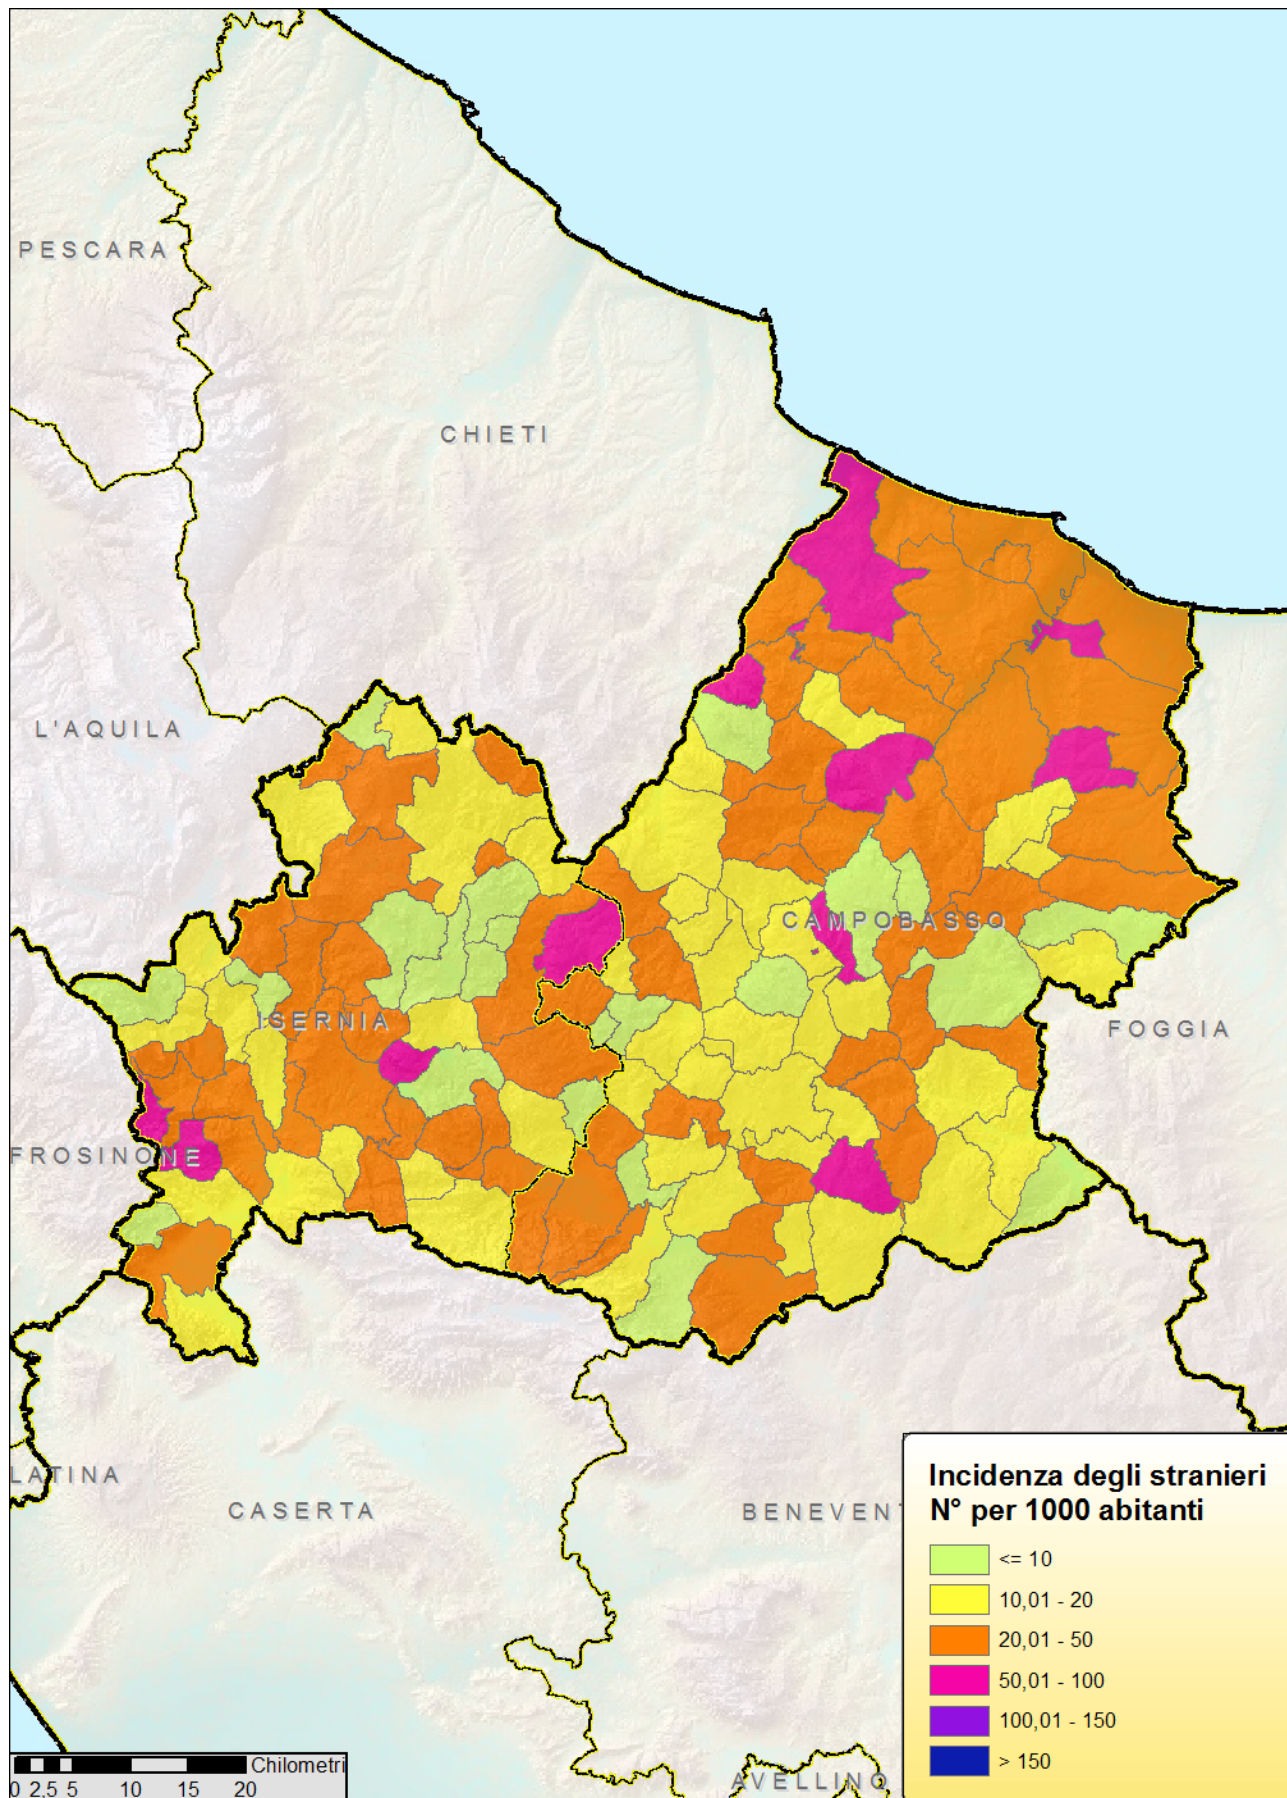 PESCARA
CHIETI
L'AQUILA
CAMPOBASSO
ISERNIA
FOGGIA
FROSINONE
LATINA
CASERTA
BENEVENT
AVELLINO
Incidenza degli stranieri
N° per 1000 abitanti
<= 10
10,01 - 20
20,01 - 50
50,01 - 100
100,01 - 150
> 150
Chilometri
0 2,5 5 10 15 20